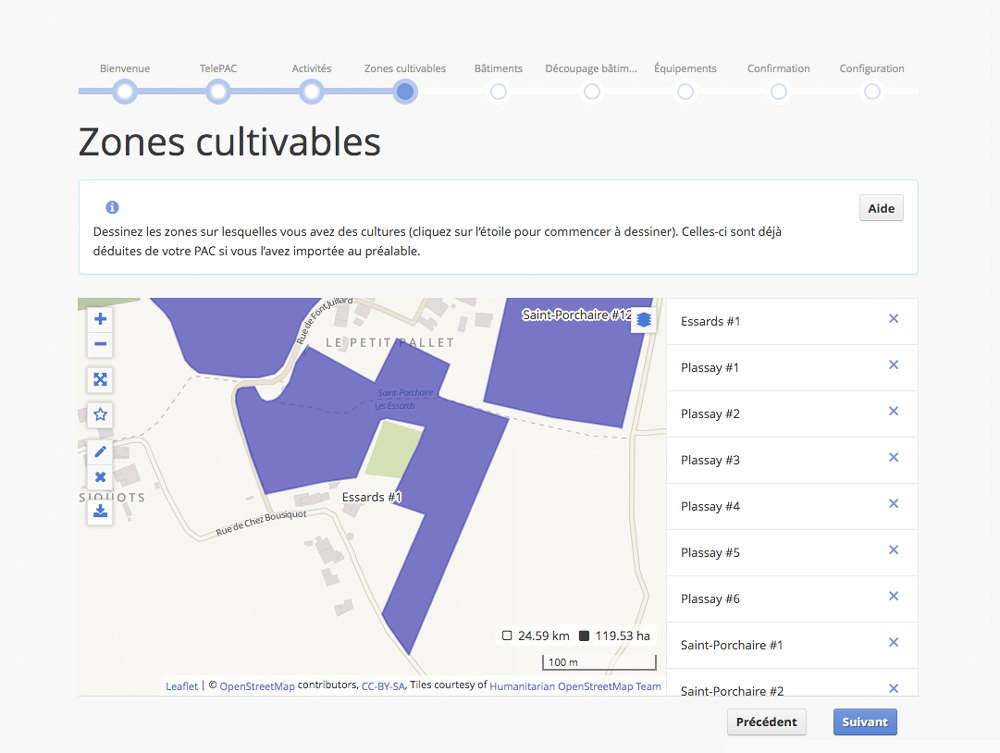 Bienvenue
TelePAC
Activités
Zones cultivables
Bâtiments
Découpage bâtim...
Équipements
Confirmation
Configuration
Zones cultivables
Aide
Dessinez les zones sur lesquelles vous avez des cultures (cliquez sur l'étoile pour commencer à dessiner). Celles-ci sont déjà
déduites de votre PAC si vous l'avez importée au préalable.
Rue de Font Juillard
Saint-Porchaire #12
LE PETIT PALLET
Saint-Porchaire
Les Essards
Essards #1
SIQUOTS
Rue de Chez Bousiquot
24.59 km
119.53 ha
100 m
Leaflet | © OpenStreetMap contributors, CC-BY-SA, Tiles courtesy of Humanitarian OpenStreetMap Team
Essards #1
Plassay #1
Plassay #2
Plassay #3
Plassay #4
Plassay #5
Plassay #6
Saint-Porchaire #1
Saint-Porchaire #2
Précédent
Suivant